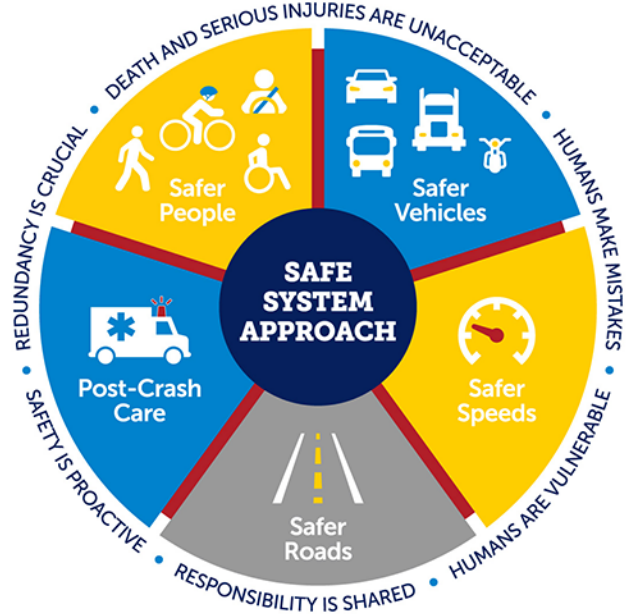 DEATH AND SERIOUS INJURIES ARE UNACCEPTABLE
HUMANS MAKE MISTAKES
HUMANS ARE VULNERABLE
RESPONSIBILITY IS SHARED
SAFETY IS PROACTIVE
REDUNDANCY IS CRUCIAL
Safer
People
Safer
Vehicles
SAFE
SYSTEM
APPROACH
Post-Crash
Care
Safer
Speeds
Safer
Roads